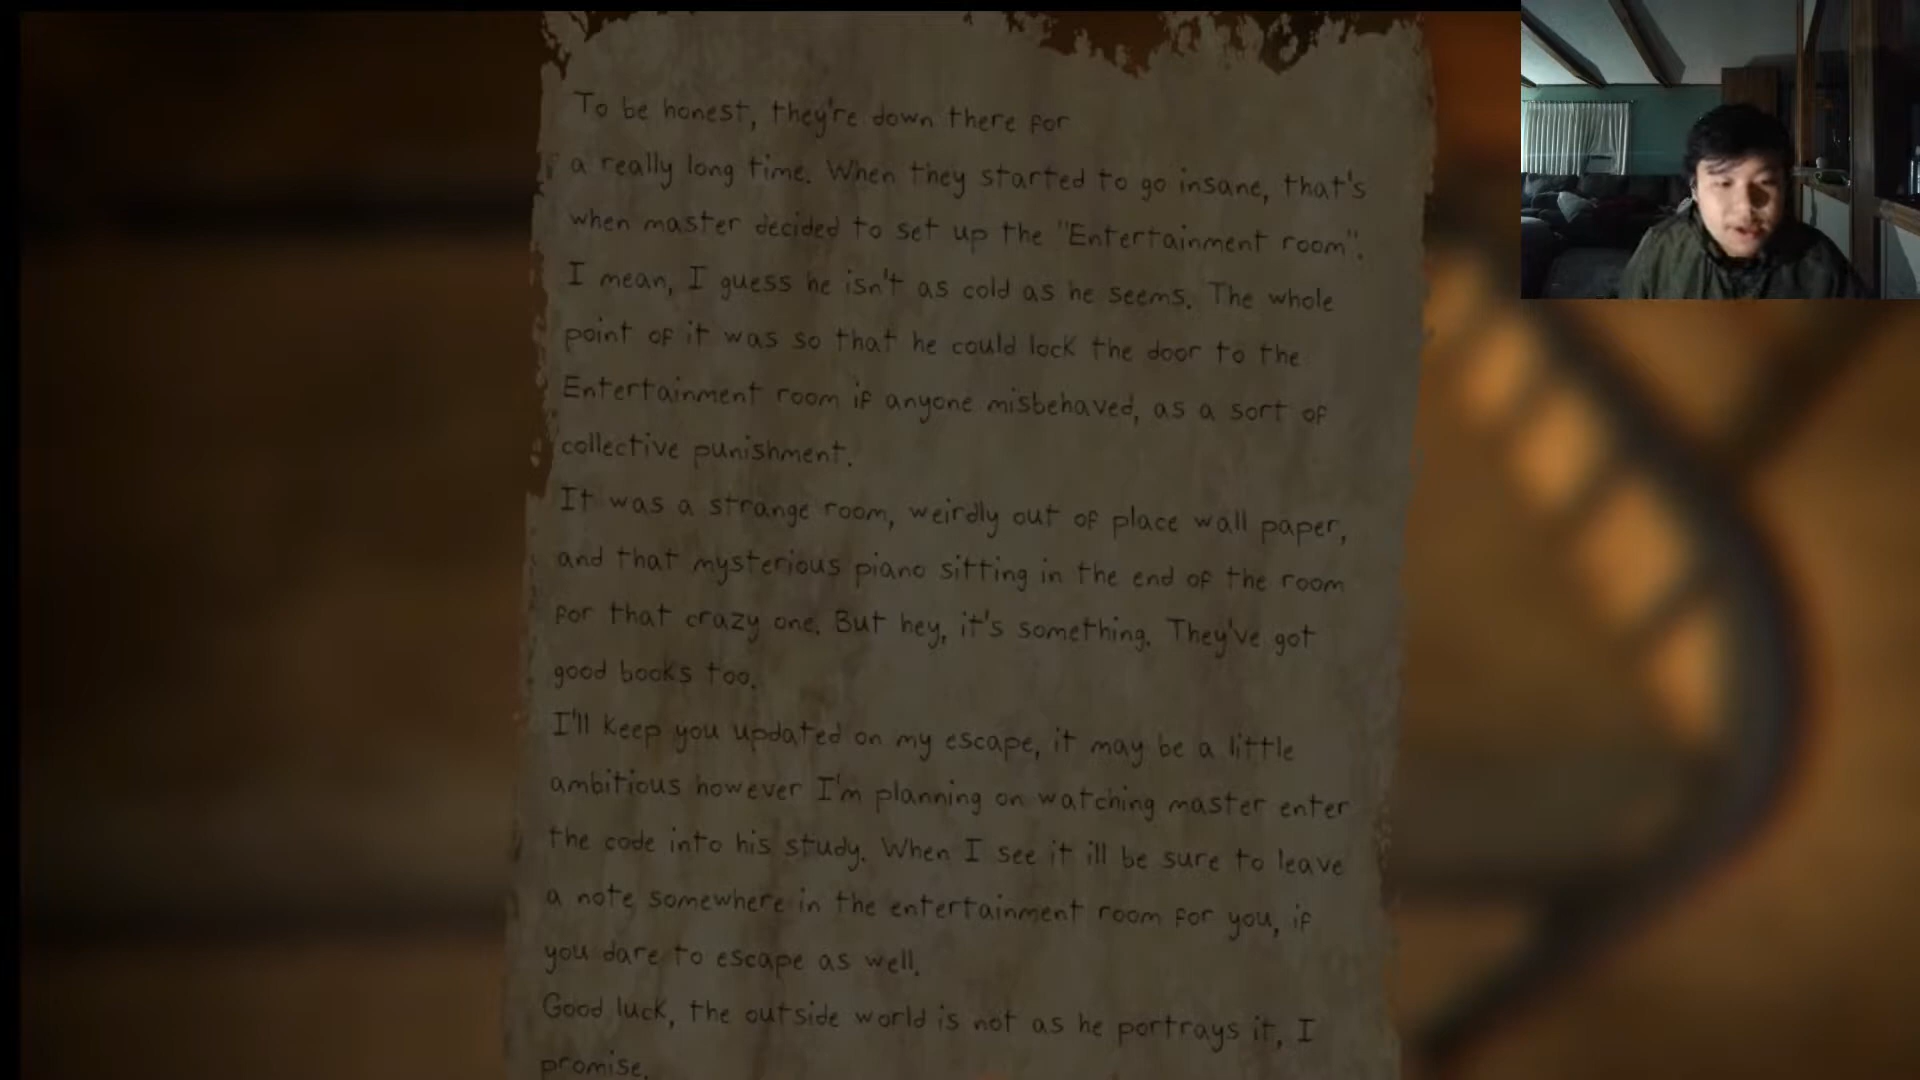 To be honest, they're down there for
a really long time. When they started to go insane, that's
when master decided to set up the "Entertainment room".
I mean, I guess he isn't as cold as he seems. The whole
point of it was so that he could lock the door to the
Entertainment room if anyone misbehaved, as a sort of
collective punishment.
It was a strange room, weirdly out of place wall paper,
and that mysterious piano sitting in the end of the room
for that crazy one. But hey, it's something. They've got
good books too.
I'll keep you updated on my escape, it may be a little
ambitious however I'm planning on watching master enter
the code into his study. When I see it ill be sure to leave
a note somewhere in the entertainment room for you, if
you dare to escape as well.
Good luck, the outside world is not as he portrays it, I
promise.